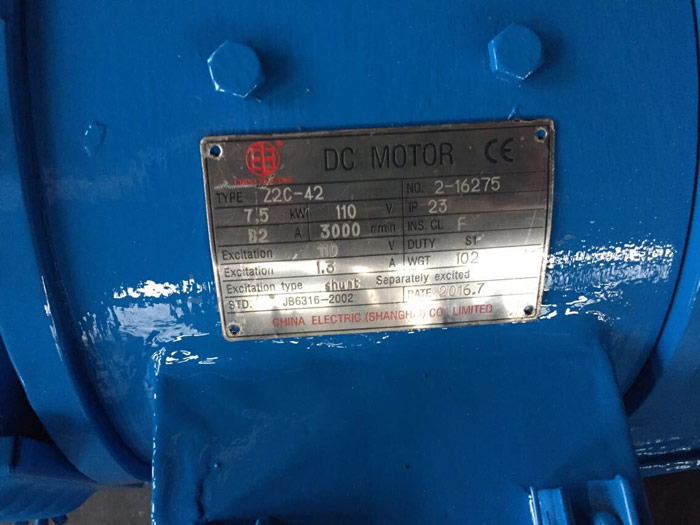 DC MOTOR CE
TYPE Z2C-42 NO. 2-16275
7.5 kW 110 V IP 23
82 A 3000 r/min INS. CL F
Excitation 110 V DUTY S1
Excitation 1.3 A WGT 102
Excitation type shunt Separately excited
STD. JB6316-2002 DATE 2016.7
CHINA ELECTRIC (SHANGHAI) CO. LIMITED